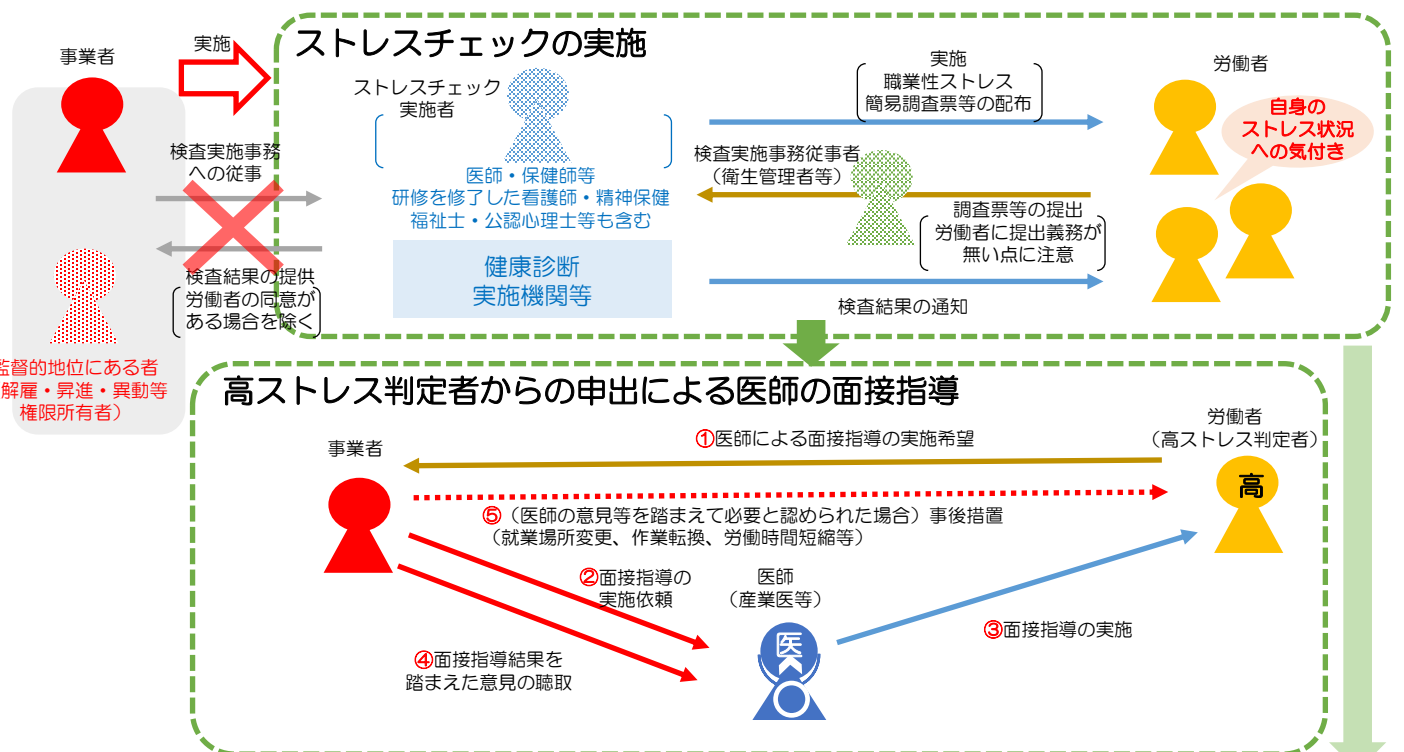 ストレスチェックの実施
事業者
実施
ストレスチェック
実施者
医師・保健師等
研修を修了した看護師・精神保健
福祉士・公認心理士等も含む
健康診断
実施機関等
検査実施事務
への従事
検査結果の提供
労働者の同意が
ある場合を除く
監督的地位にある者
解雇・昇進・異動等
権限所有者）
実施
職業性ストレス
簡易調査票等の配布
検査実施事務従事者
（衛生管理者等）
調査票等の提出
労働者に提出義務が
無い点に注意
検査結果の通知
労働者
自身の
ストレス状況
への気付き
高ストレス判定者からの申出による医師の面接指導
事業者
労働者
（高ストレス判定者）
高
①医師による面接指導の実施希望
⑤（医師の意見等を踏まえて必要と認められた場合）事後措置
（就業場所変更、作業転換、労働時間短縮等）
②面接指導の
実施依頼
医師
（産業医等）
医
③面接指導の実施
④面接指導結果を
踏まえた意見の聴取